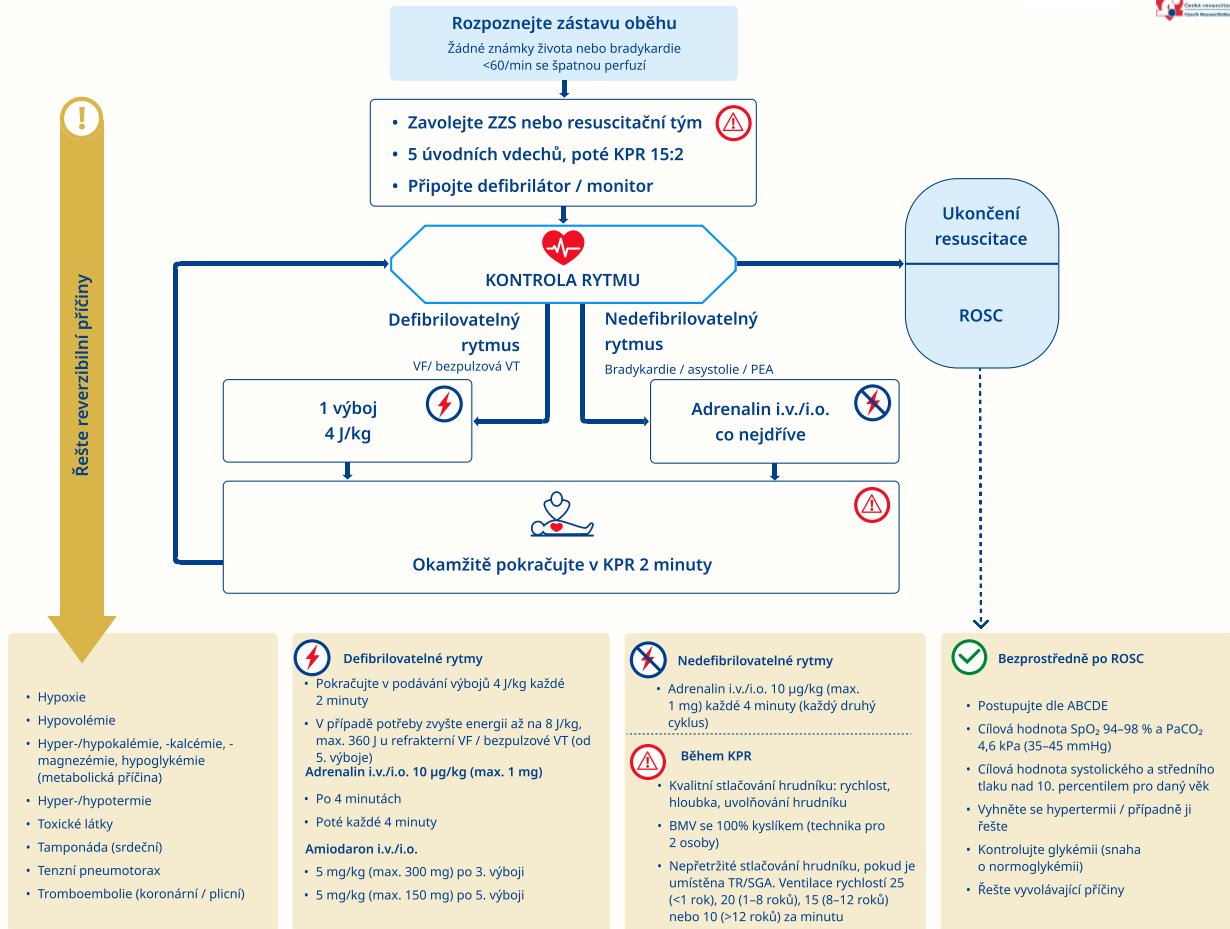 Česká resuscitační
Czech Resuscitation
Rozpoznejte zástavu oběhu
Žádné známky života nebo bradykardie
<60/min se špatnou perfuzí
• Zavolejte ZZS nebo resuscitační tým
• 5 úvodních vdechů, poté KPR 15:2
• Připojte defibrilátor / monitor
KONTROLA RYTMU
Ukončení
resuscitace
ROSC
Řešte reverzibilní příčiny
Defibrilovatelný
rytmus
VF/ bezpulzová VT
Nedefibrilovatelný
rytmus
Bradykardie / asystolie / PEA
1 výboj
4 J/kg
Adrenalin i.v./i.o.
co nejdříve
Okamžitě pokračujte v KPR 2 minuty
• Hypoxie
• Hypovolémie
• Hyper-/hypokalémie, -kalcémie, -
magnezémie, hypoglykémie
(metabolická příčina)
• Hyper-/hypotermie
• Toxické látky
• Tamponáda (srdeční)
• Tenzní pneumotorax
• Tromboembolie (koronární / plicní)
Defibrilovatelné rytmy
• Pokračujte v podávání výbojů 4 J/kg každé
2 minuty
• V případě potřeby zvyšte energii až na 8 J/kg,
max. 360 J u refrakterní VF / bezpulzové VT (od
5. výboje)
Adrenalin i.v./i.o. 10 µg/kg (max. 1 mg)
• Po 4 minutách
• Poté každé 4 minuty
Amiodaron i.v./i.o.
• 5 mg/kg (max. 300 mg) po 3. výboji
• 5 mg/kg (max. 150 mg) po 5. výboji
Nedefibrilovatelné rytmy
• Adrenalin i.v./i.o. 10 µg/kg (max.
1 mg) každé 4 minuty (každý druhý
cyklus)
Během KPR
• Kvalitní stlačování hrudníku: rychlost,
hloubka, uvolňování hrudníku
• BMV se 100% kyslíkem (technika pro
2 osoby)
• Nepřetržité stlačování hrudníku, pokud je
umístěna TR/SGA. Ventilace rychlostí 25
(<1 rok), 20 (1–8 roků), 15 (8–12 roků)
nebo 10 (>12 roků) za minutu
Bezprostředně po ROSC
• Postupujte dle ABCDE
• Cílová hodnota SpO₂ 94–98 % a PaCO₂
4,6 kPa (35–45 mmHg)
• Cílová hodnota systolického a středního
tlaku nad 10. percentilem pro daný věk
• Vyhněte se hypertermii / případně ji
řešte
• Kontrolujte glykémii (snaha
o normoglykémii)
• Řešte vyvolávající příčiny